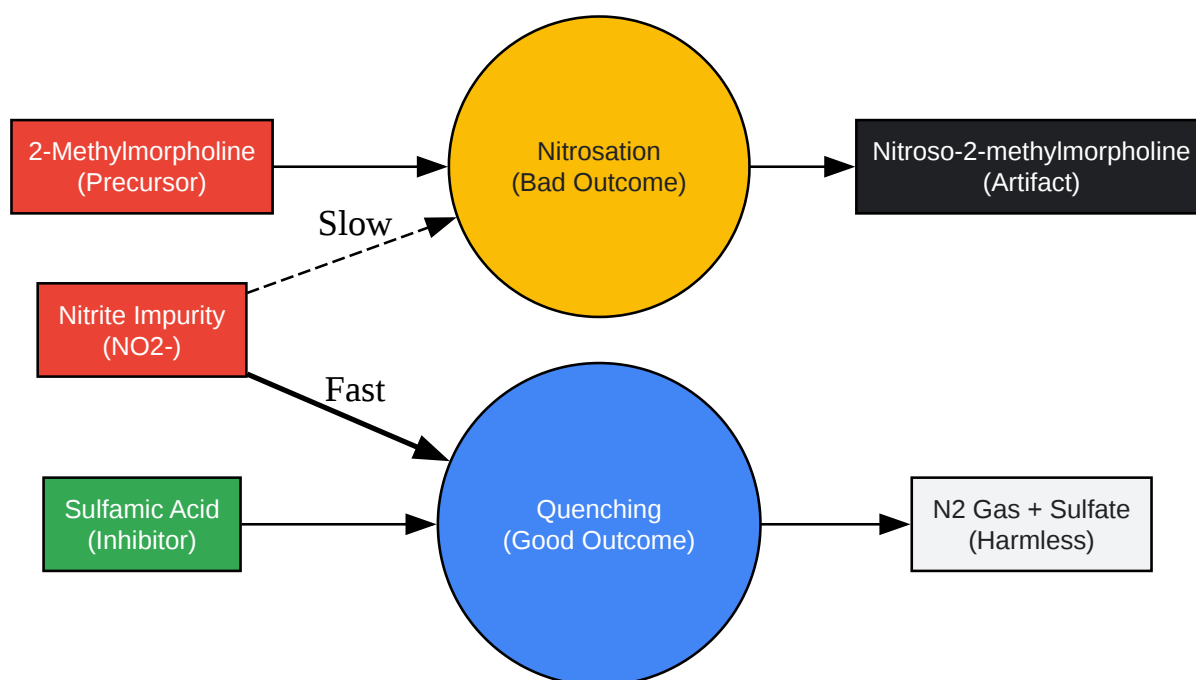 2-Methylmorpholine
(Precursor)
Nitrosation
(Bad Outcome)
Nitroso-2-methylmorpholine
(Artifact)
Slow
Nitrite Impurity
(NO2-)
Fast
Sulfamic Acid
(Inhibitor)
Quenching
(Good Outcome)
N2 Gas + Sulfate
(Harmless)